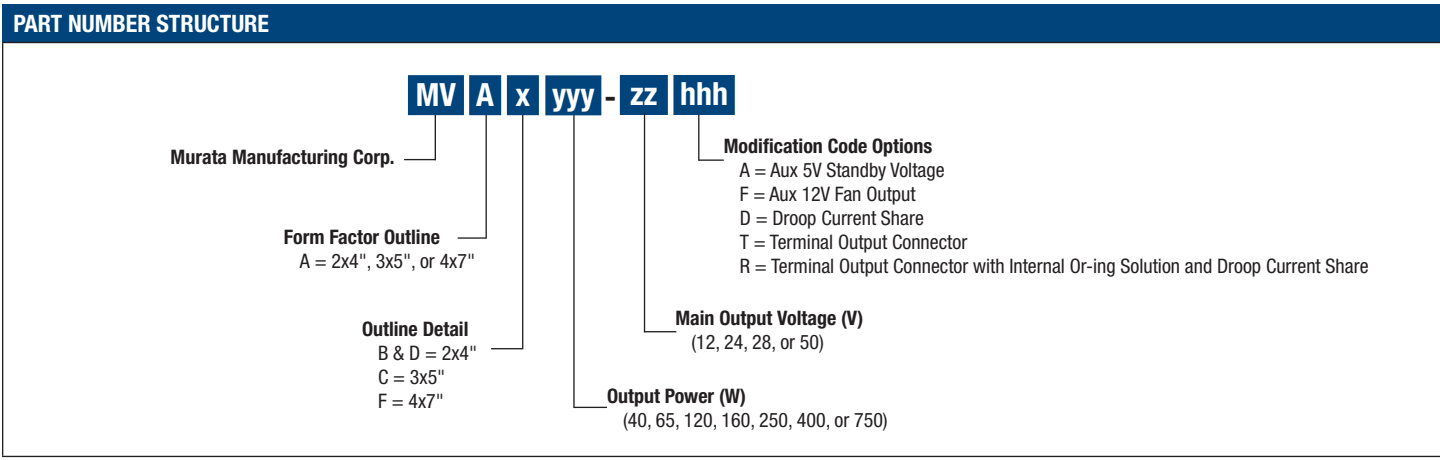 PART NUMBER STRUCTURE
MV A x yyy - zz hhh
Murata Manufacturing Corp.
Form Factor Outline
A = 2x4", 3x5", or 4x7"
Outline Detail
B & D = 2x4"
C = 3x5"
F = 4x7"
Output Power (W)
(40, 65, 120, 160, 250, 400, or 750)
Main Output Voltage (V)
(12, 24, 28, or 50)
Modification Code Options
A = Aux 5V Standby Voltage
F = Aux 12V Fan Output
D = Droop Current Share
T = Terminal Output Connector
R = Terminal Output Connector with Internal Or-ing Solution and Droop Current Share